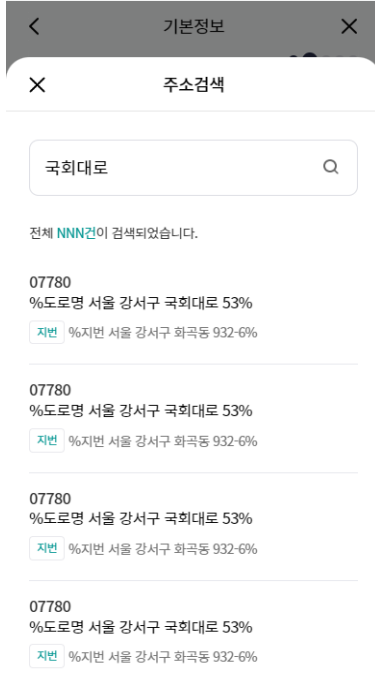 기본정보
주소검색
국회대로
전체 NNN건이 검색되었습니다.
07780
%도로명 서울 강서구 국회대로 53%
지번 %지번 서울 강서구 화곡동 932-6%
07780
%도로명 서울 강서구 국회대로 53%
지번 %지번 서울 강서구 화곡동 932-6%
07780
%도로명 서울 강서구 국회대로 53%
지번 %지번 서울 강서구 화곡동 932-6%
07780
%도로명 서울 강서구 국회대로 53%
지번 %지번 서울 강서구 화곡동 932-6%